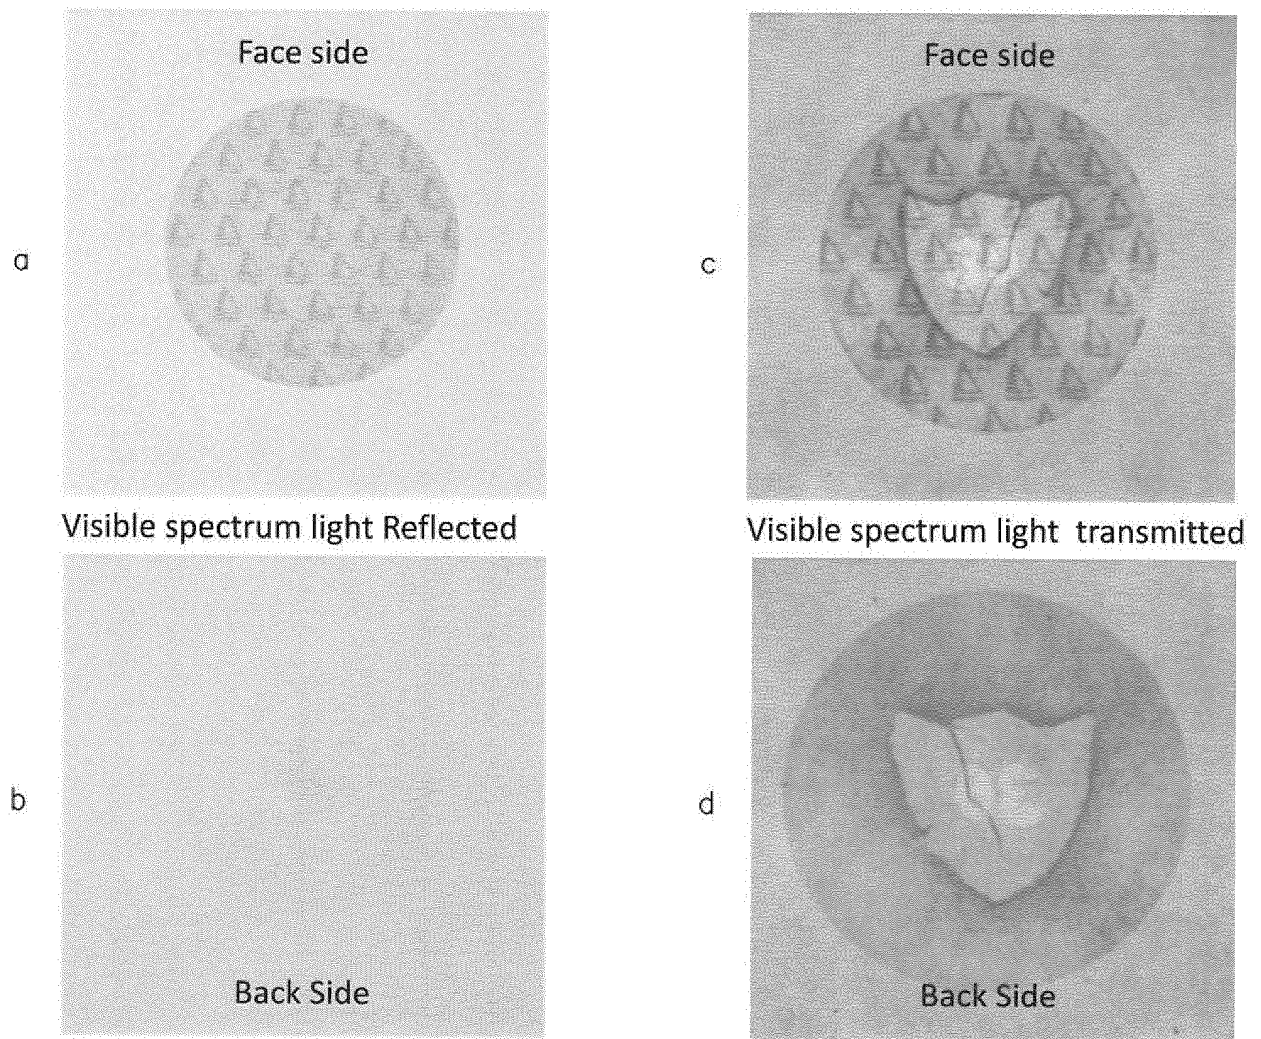 Face side
a
Visible spectrum light Reflected
b
Back Side
Face side
c
Visible spectrum light transmitted
d
Back Side